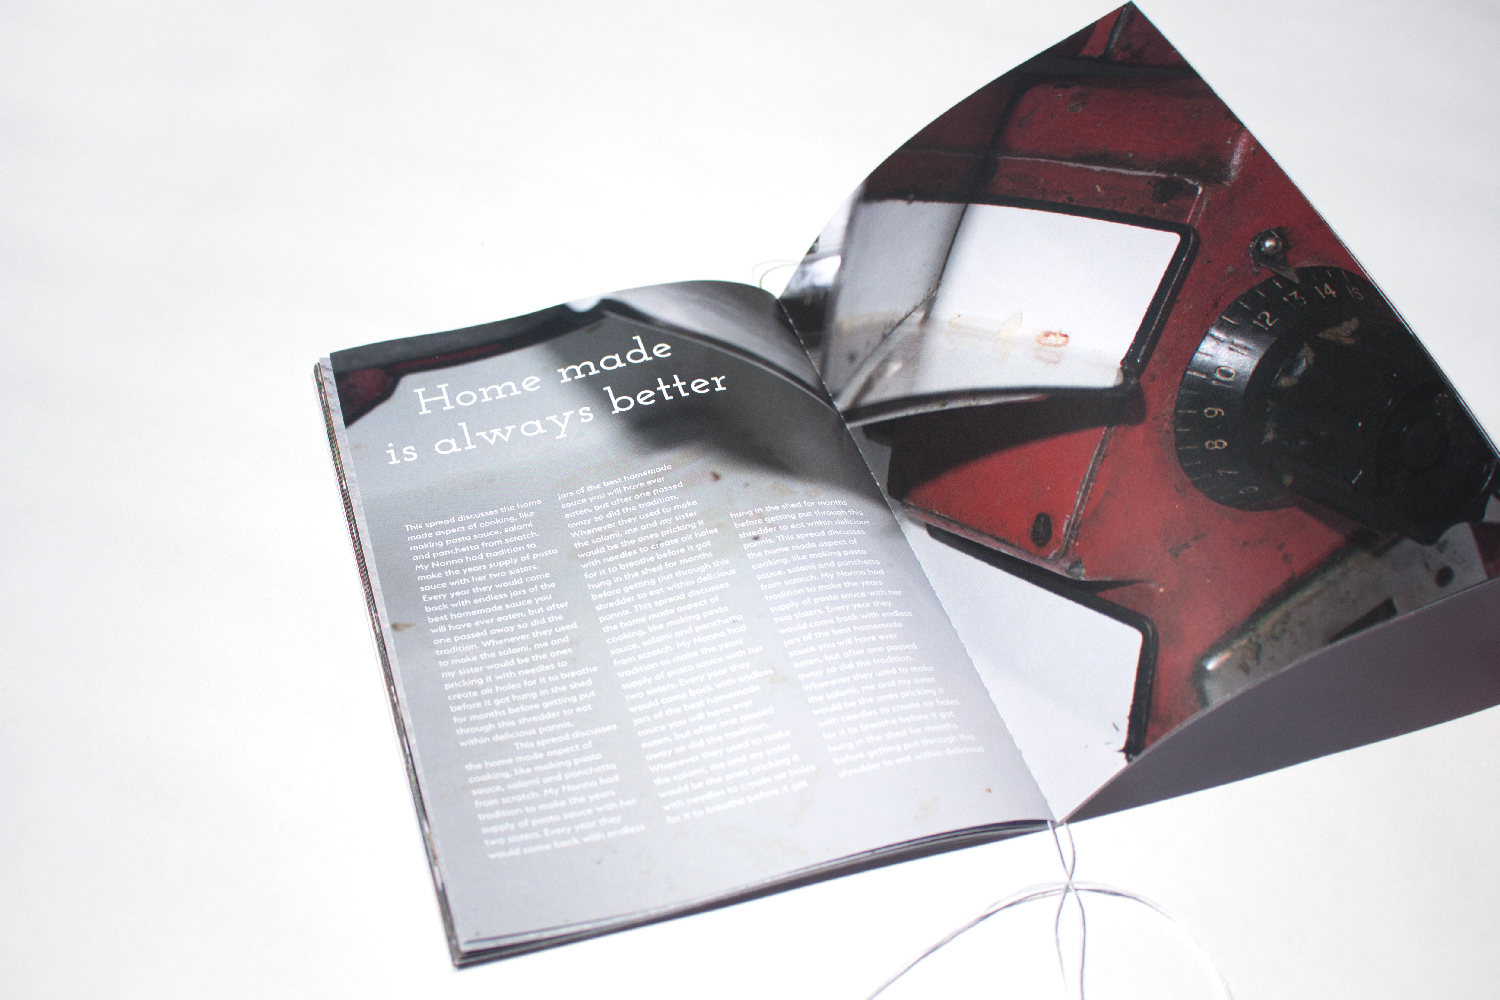 Home made
is always better
This spread discusses the home
made aspect of cooking, like
making pasta sauce, salami
and panchetta from scratch.
My Nonna had tradition to
make the years supply of pasta
sauce with her two sisters.
Every year they would come
back with endless jars of the
best homemade sauce you
will have ever eaten, but after
one passed away so did the
tradition. Whenever they used
to make the salami, me and
my sister would be the ones
pricking it with needles to
create air holes for it to breathe
before it got hung in the shed
for months before getting put
through this shredder to eat
within delicious pannis.
This spread discusses
the home made aspect of
cooking, like making pasta
sauce, salami and panchetta
from scratch. My Nonna had
tradition to make the years
supply of pasta sauce with her
two sisters. Every year they
would come back with endless
jars of the best homemade
sauce you will have ever
eaten, but after one passed
away so did the tradition.
Whenever they used to make
the salami, me and my sister
would be the ones pricking it
with needles to create air holes
for it to breathe before it got
hung in the shed for months
before getting put through this
shredder to eat within delicious
pannis. This spread discusses
the home made aspect of
cooking, like making pasta
sauce, salami and panchetta
from scratch. My Nonna had
tradition to make the years
supply of pasta sauce with her
two sisters. Every year they
would come back with endless
jars of the best homemade
sauce you will have ever
eaten, but after one passed
away so did the tradition.
Whenever they used to make
the salami, me and my sister
would be the ones pricking it
with needles to create air holes
for it to breathe before it got
hung in the shed for months
before getting put through this
shredder to eat within delicious
pannis. This spread discusses
the home made aspect of
cooking, like making pasta
sauce, salami and panchetta
from scratch. My Nonna had
tradition to make the years
supply of pasta sauce with her
two sisters. Every year they
would come back with endless
jars of the best homemade
sauce you will have ever
eaten, but after one passed
away so did the tradition.
Whenever they used to make
the salami, me and my sister
would be the ones pricking it
with needles to create air holes
for it to breathe before it got
hung in the shed for months
before getting put through this
shredder to eat within delicious
7 8 9 10 11 12 13 14